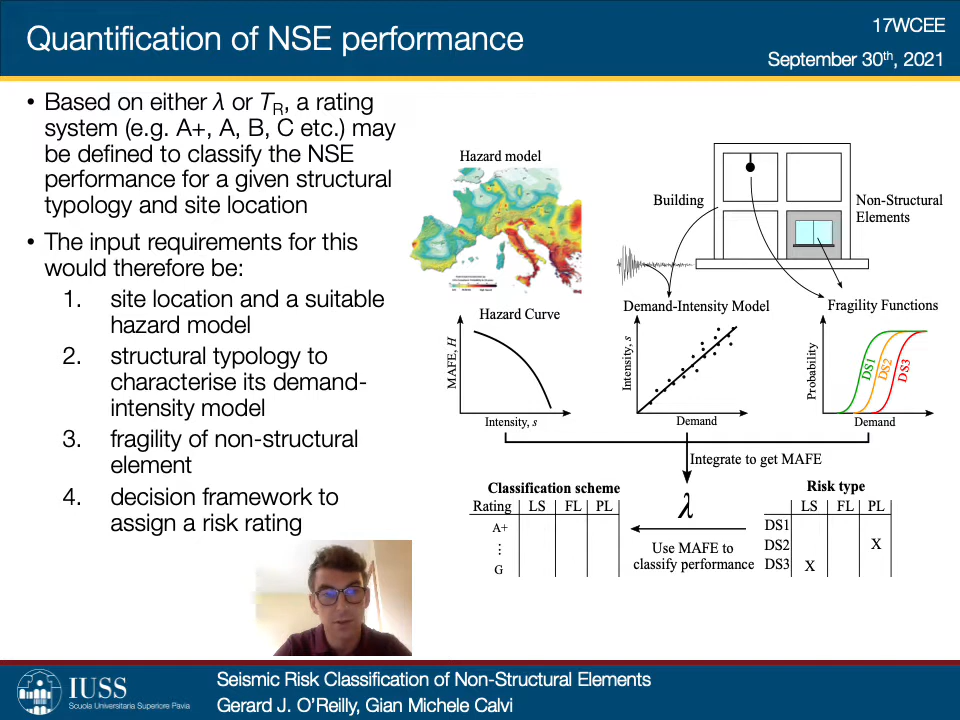 Quantification of NSE performance
17WCEE
September 30th, 2021
• Based on either λ or TR, a rating
system (e.g. A+, A, B, C etc.) may
be defined to classify the NSE
performance for a given structural
typology and site location
• The input requirements for this
would therefore be:
1. site location and a suitable
hazard model
2. structural typology to
characterise its demand-
intensity model
3. fragility of non-structural
element
4. decision framework to
assign a risk rating
Hazard model
Building
Non-Structural
Elements
Hazard Curve
MAFE, H
Intensity, s
Demand-Intensity Model
Intensity, s
Demand
Fragility Functions
Probability
DS1
DS2
DS3
Demand
Integrate to get MAFE
Classification scheme
Rating LS FL PL
A+
⋮
G
λ
Use MAFE to
classify performance
Risk type
LS FL PL
DS1
DS2 X
DS3 X
IUSS
Scuola Universitaria Superiore Pavia
Seismic Risk Classification of Non-Structural Elements
Gerard J. O'Reilly, Gian Michele Calvi